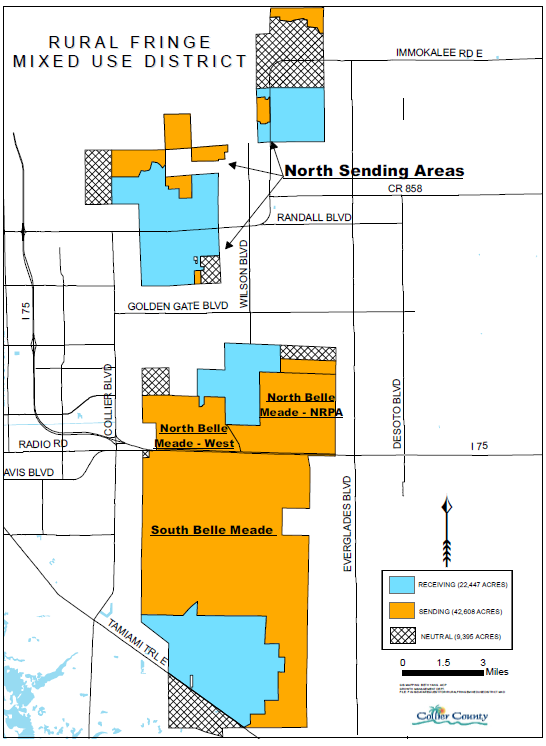 RURAL FRINGE
MIXED USE DISTRICT
IMMOKALEE RD E
North Sending Areas
CR 858
RANDALL BLVD
WILSON BLVD
I 75
GOLDEN GATE BLVD
COLLIER BLVD
North Belle
Meade - NRPA
DESOTO BLVD
North Belle
Meade - West
RADIO RD
I 75
AVIS BLVD
EVERGLADES BLVD
South Belle Meade
TAMIAMI TRL E
RECEIVING (22,447 ACRES)
SENDING (42,608 ACRES)
NEUTRAL (9,395 ACRES)
0 1.5 3
Miles
Collier County